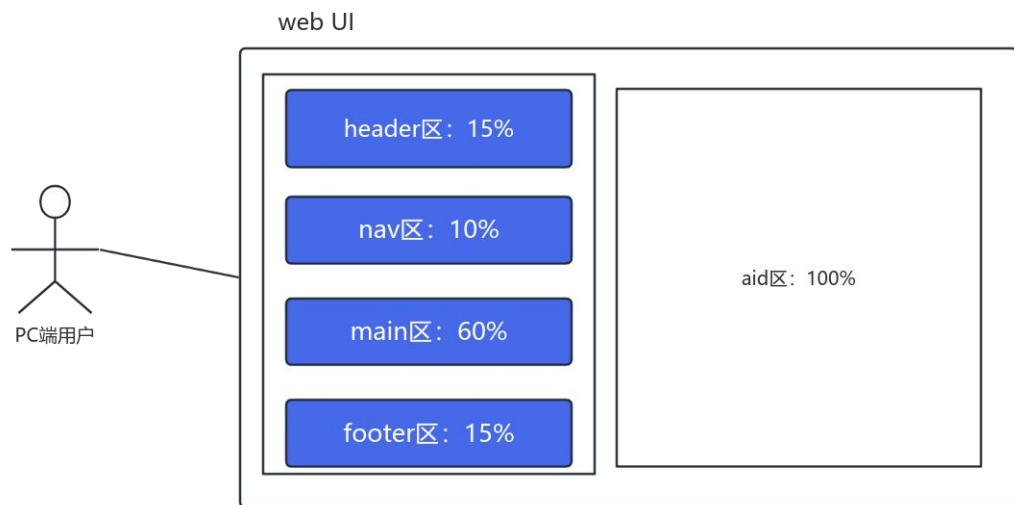 web UI
header区：15%
nav区：10%
main区：60%
footer区：15%
aid区：100%
PC端用户